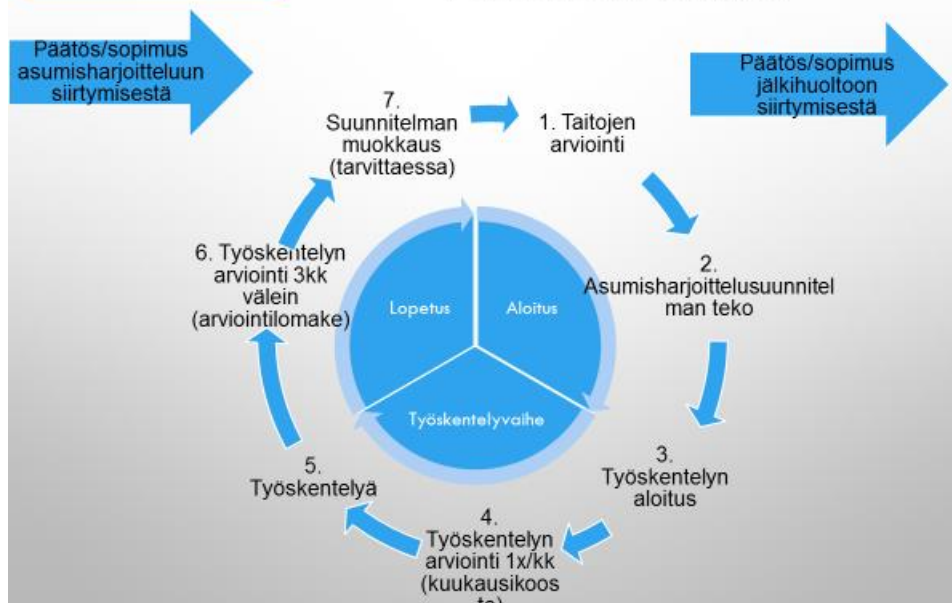 Päätös/sopimus
asumisharjoitteluun
siirtymisestä
Päätös/sopimus
jälkihuoltoon
siirtymisestä
1. Taitojen
arviointi
2.
Asumisharjoittelusuunnitel
man teko
3.
Työskentelyn
aloitus
4.
Työskentelyn
arviointi 1x/kk
(kuukausikoos
te)
5.
Työskentelyä
6. Työskentelyn
arviointi 3kk
välein
(arviointilomake)
7.
Suunnitelman
muokkaus
(tarvittaessa)
Lopetus
Aloitus
Työskentelyvaihe